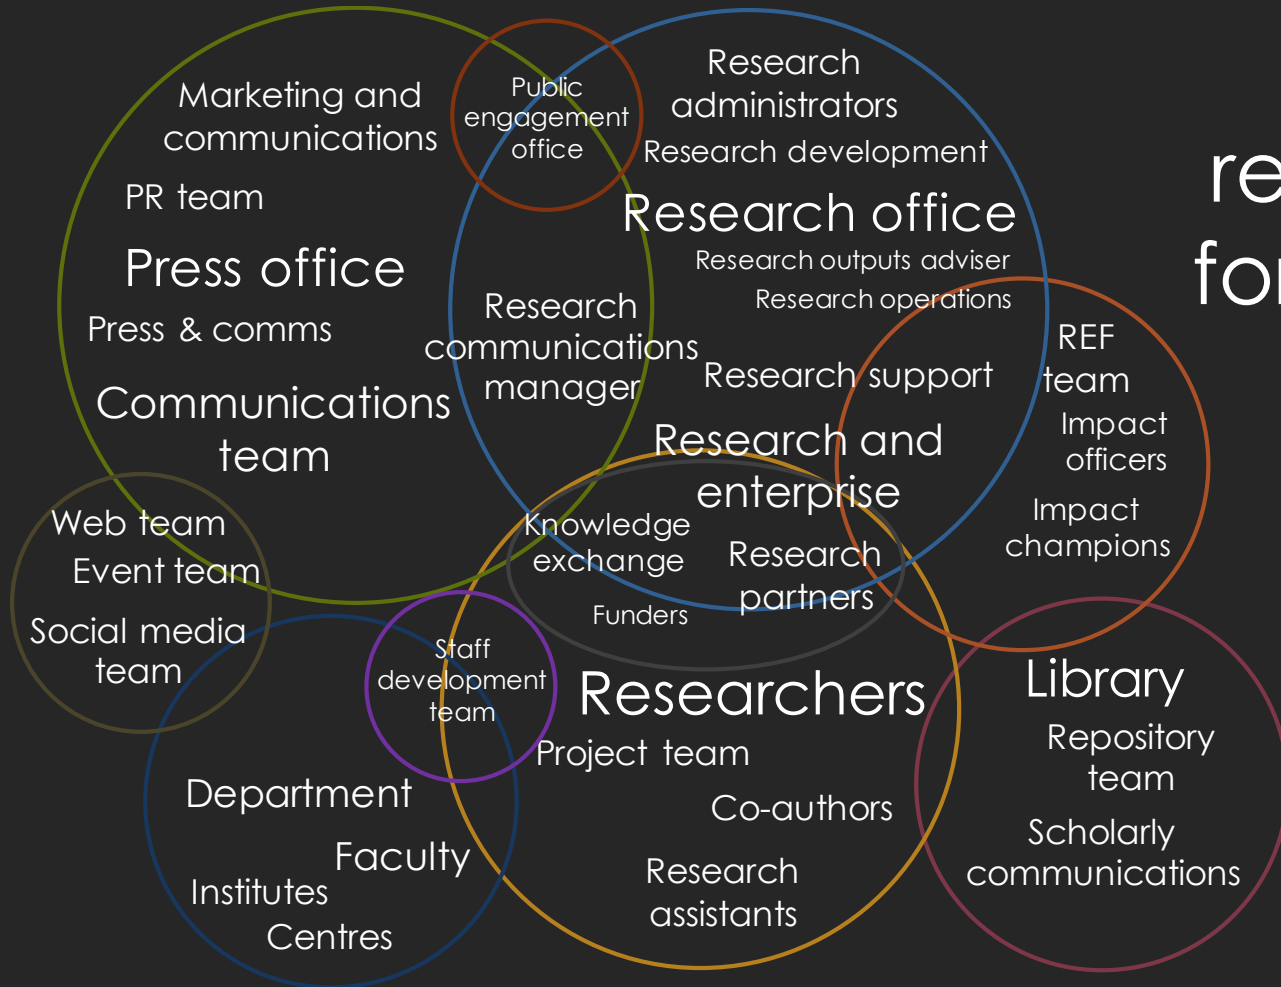 Marketing and
communications
PR team
Press office
Press & comms
Communications
team
Public
engagement
office
Research
administrators
Research development
Research office
Research outputs adviser
Research operations
Research
communications
manager
Research support
Research and
enterprise
REF
team
Impact
officers
Impact
champions
Web team
Event team
Social media
team
Knowledge
exchange
Research
partners
Funders
Staff
development
team
Researchers
Project team
Co-authors
Research
assistants
Department
Faculty
Institutes
Centres
Library
Repository
team
Scholarly
communications